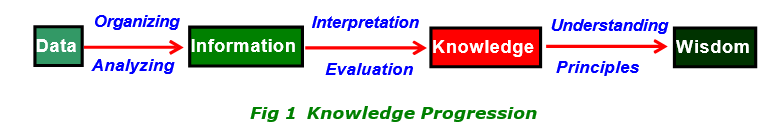 Organizing
Interpretation
Understanding
Data
Information
Knowledge
Wisdom
Analyzing
Evaluation
Principles
Fig 1 Knowledge Progression